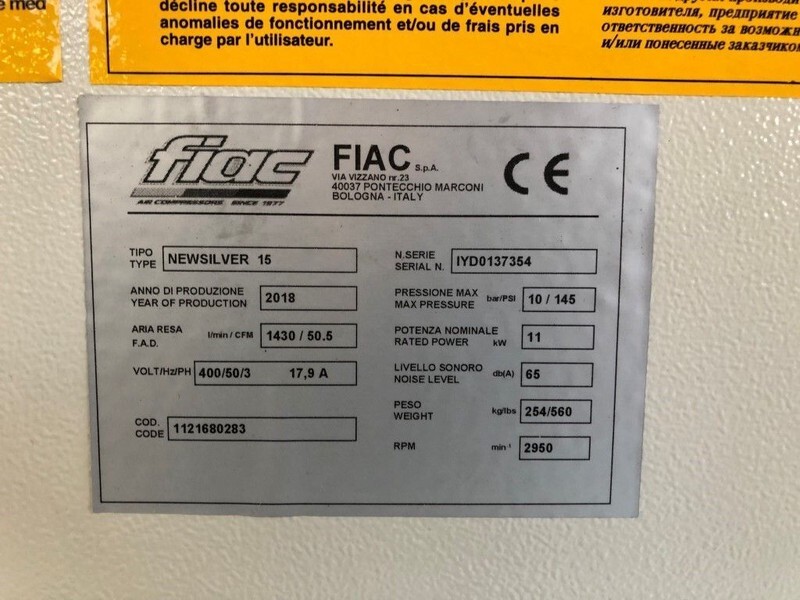 e med
décline toute responsabilité en cas d'éventuelles
anomalies de fonctionnement et/ou de frais pris en
charge par l'utilisateur.
изготовителя, предприятие
ответственность за
и/или понесенные
fiac
AIR COMPRESSORS SINCE 1977
FIAC S.p.A.
VIA VIZZANO nr.23
40037 PONTECCHIO MARCONI
BOLOGNA - ITALY
CE
TIPO
TYPE NEWSILVER 15
N.SERIE
SERIAL N. IYD0137354
ANNO DI PRODUZIONE
YEAR OF PRODUCTION 2018
PRESSIONE MAX
MAX PRESSURE bar/PSI 10 / 145
ARIA RESA
F.A.D. l/min / CFM 1430 / 50.5
POTENZA NOMINALE
RATED POWER kW 11
VOLT/Hz/PH 400/50/3 17,9 A
LIVELLO SONORO
NOISE LEVEL db(A) 65
PESO
WEIGHT kg/lbs 254/560
COD.
CODE 1121680283
RPM min-1 2950